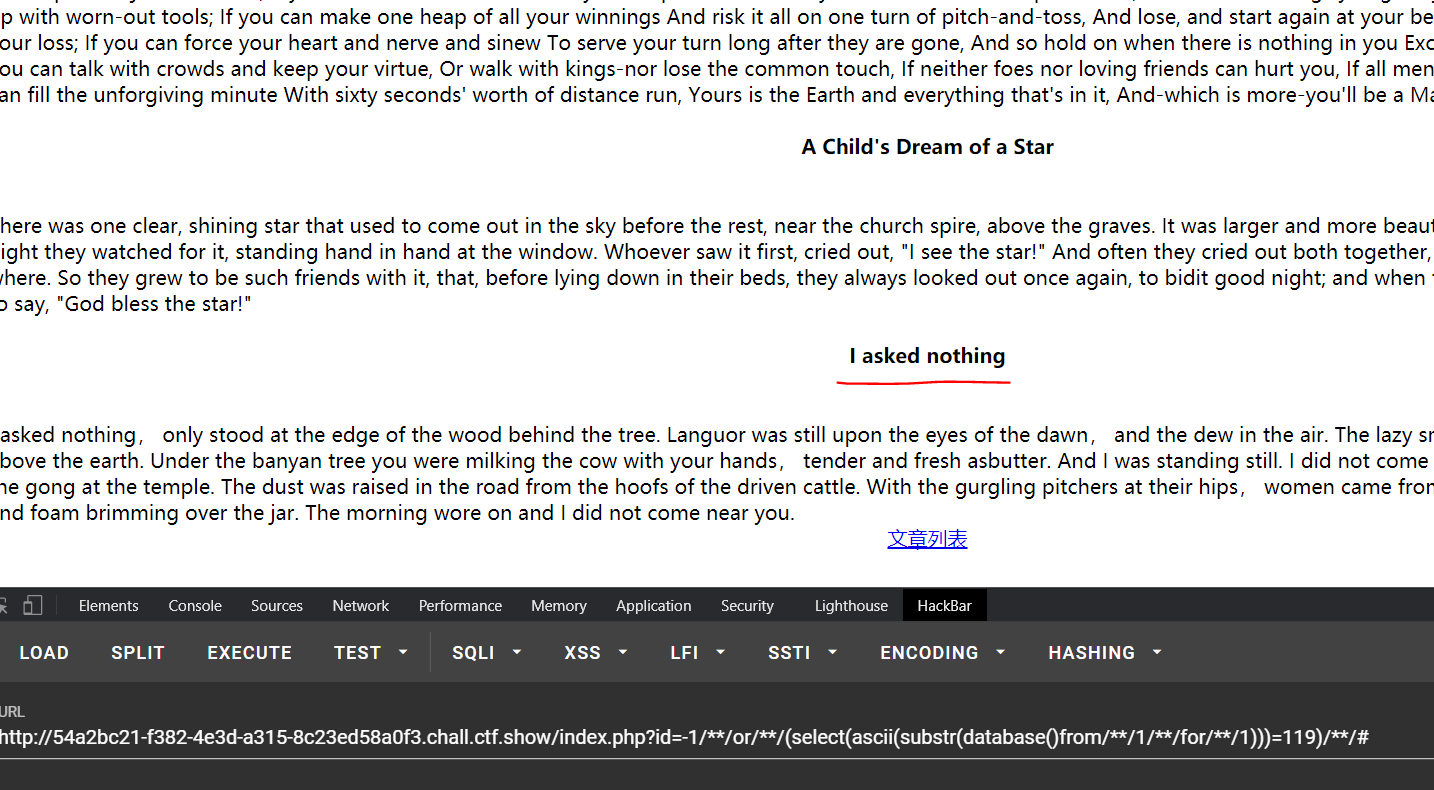 p with worn-out tools; If you can make one heap of all your winnings And risk it all on one turn of pitch-and-toss, And lose, and start again at your be
our loss; If you can force your heart and nerve and sinew To serve your turn long after they are gone, And so hold on when there is nothing in you Exc
ou can talk with crowds and keep your virtue, Or walk with kings-nor lose the common touch, If neither foes nor loving friends can hurt you, If all men
an fill the unforgiving minute With sixty seconds' worth of distance run, Yours is the Earth and everything that's in it, And-which is more-you'll be a Ma
A Child's Dream of a Star
here was one clear, shining star that used to come out in the sky before the rest, near the church spire, above the graves. It was larger and more beaut
ight they watched for it, standing hand in hand at the window. Whoever saw it first, cried out, "I see the star!" And often they cried out both together,
where. So they grew to be such friends with it, that, before lying down in their beds, they always looked out once again, to bidit good night; and when
o say, "God bless the star!"
I asked nothing
asked nothing， only stood at the edge of the wood behind the tree. Languor was still upon the eyes of the dawn， and the dew in the air. The lazy sm
bove the earth. Under the banyan tree you were milking the cow with your hands， tender and fresh asbutter. And I was standing still. I did not come
he gong at the temple. The dust was raised in the road from the hoofs of the driven cattle. With the gurgling pitchers at their hips， women came from
nd foam brimming over the jar. The morning wore on and I did not come near you.
文章列表
Elements Console Sources Network Performance Memory Application Security Lighthouse HackBar
LOAD SPLIT EXECUTE TEST SQLI XSS LFI SSTI ENCODING HASHING
URL
http://54a2bc21-f382-4e3d-a315-8c23ed58a0f3.chall.ctf.show/index.php?id=-1/**/or/**/(select(ascii(substr(database()from/**/1/**/for/**/1)))=119)/**/#